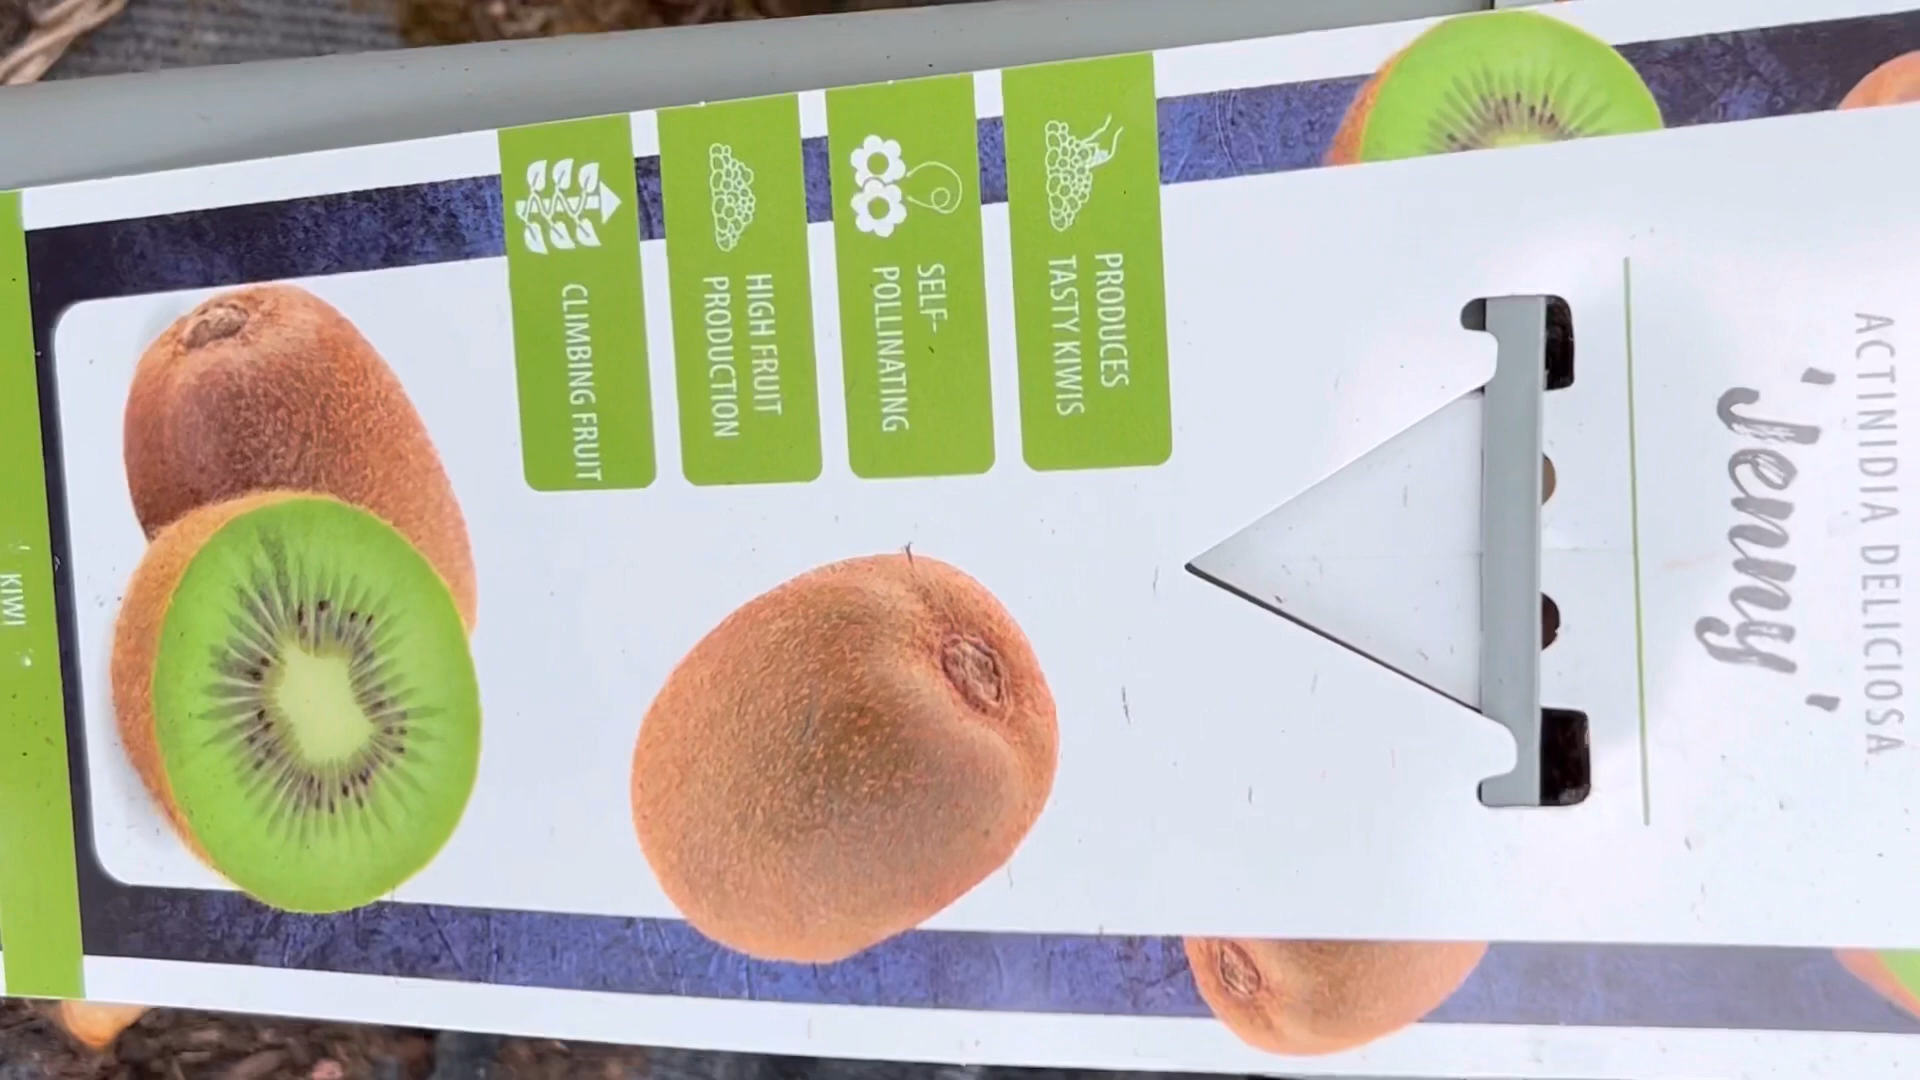 ACTINIDIA DELICIOSA
'Jenny'
PRODUCES
TASTY KIWIS
SELF-
POLLINATING
HIGH FRUIT
PRODUCTION
CLIMBING FRUIT
KIWI